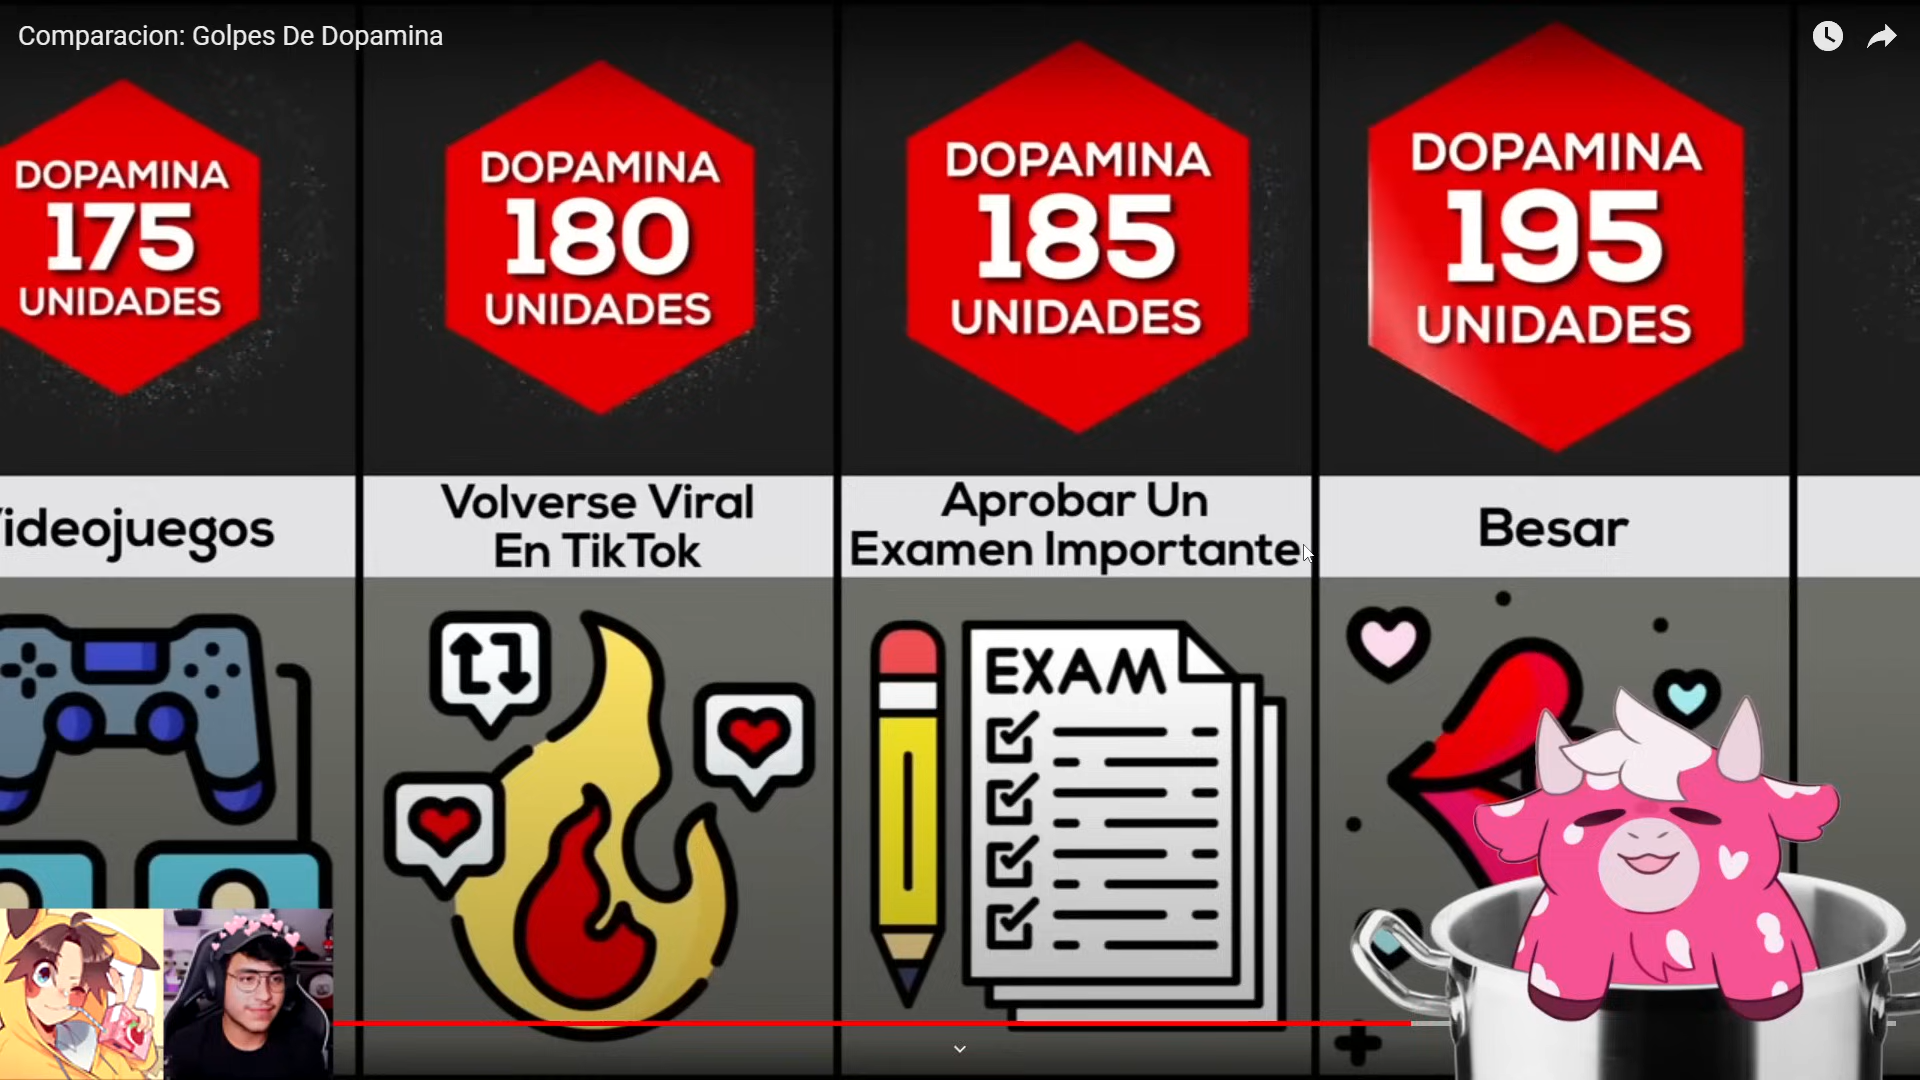 Comparacion: Golpes De Dopamina
DOPAMINA
175
UNIDADES
DOPAMINA
180
UNIDADES
DOPAMINA
185
UNIDADES
DOPAMINA
195
UNIDADES
ideojuegos
Volverse Viral
En TikTok
Aprobar Un
Examen Importante
Besar
EXAM